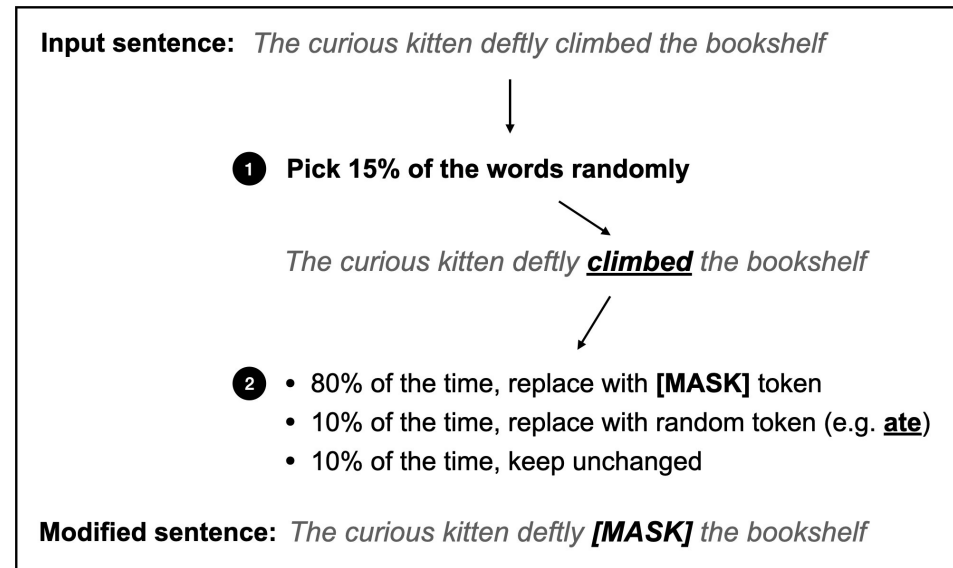 Input sentence: The curious kitten deftly climbed the bookshelf
1 Pick 15% of the words randomly
The curious kitten deftly climbed the bookshelf
2 • 80% of the time, replace with [MASK] token
• 10% of the time, replace with random token (e.g. ate)
• 10% of the time, keep unchanged
Modified sentence: The curious kitten deftly [MASK] the bookshelf